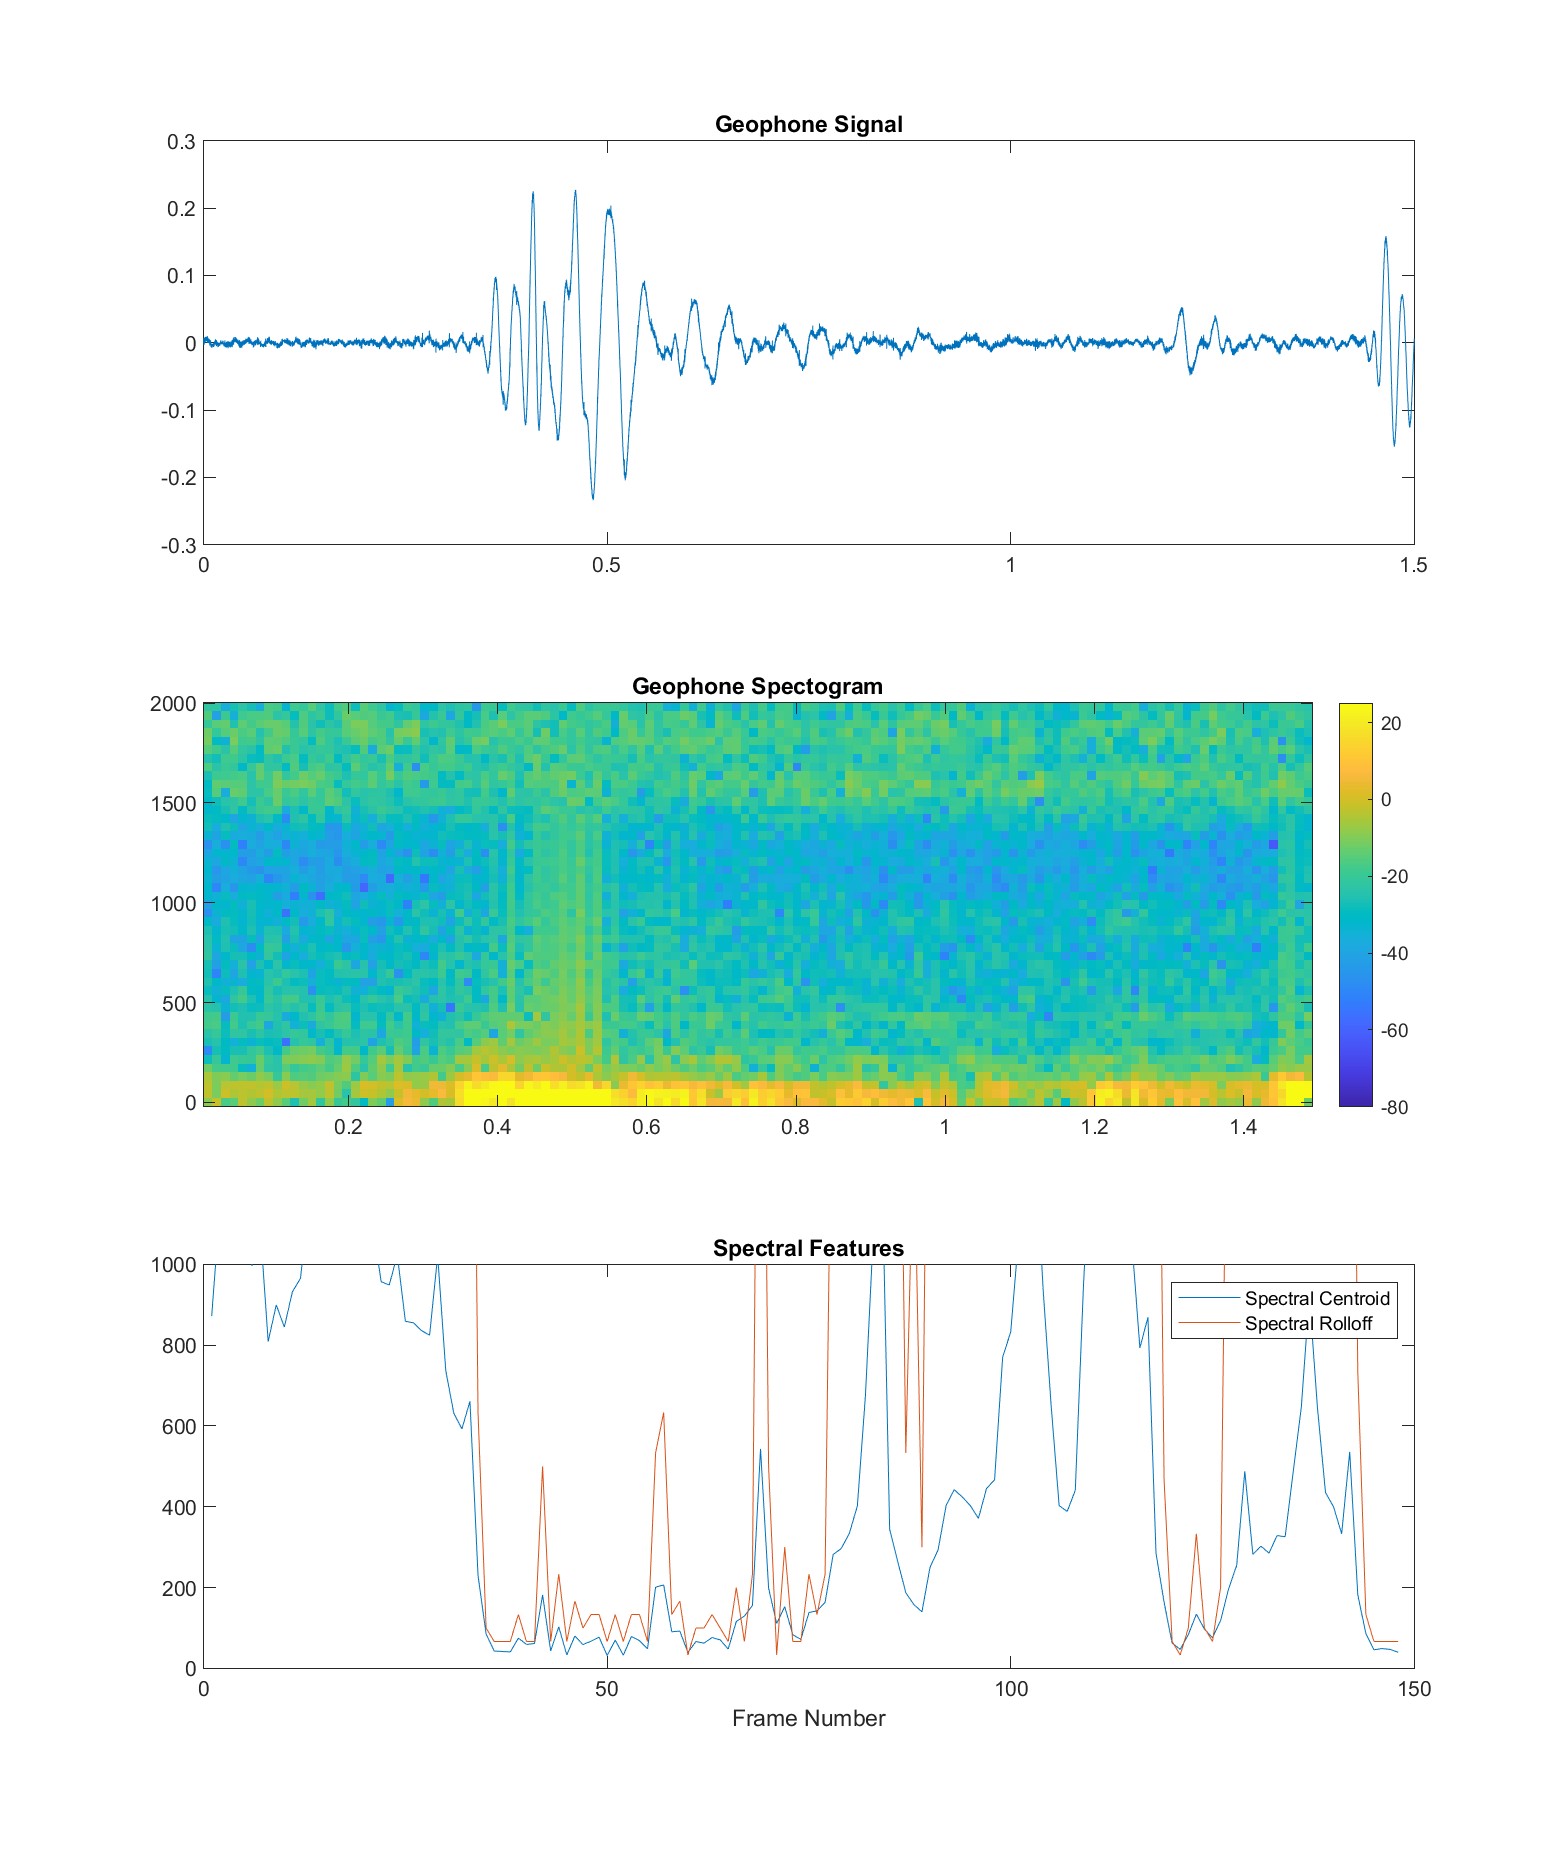 Geophone Signal
0.3
0.2
0.1
0
-0.1
-0.2
-0.3
0 0.5 1 1.5
Geophone Spectogram
2000
1500
1000
500
0
20
0
-20
-40
-60
-80
0.2 0.4 0.6 0.8 1 1.2 1.4
Spectral Features
1000
800
600
400
200
0
Spectral Centroid
Spectral Rolloff
0 50 100 150
Frame Number